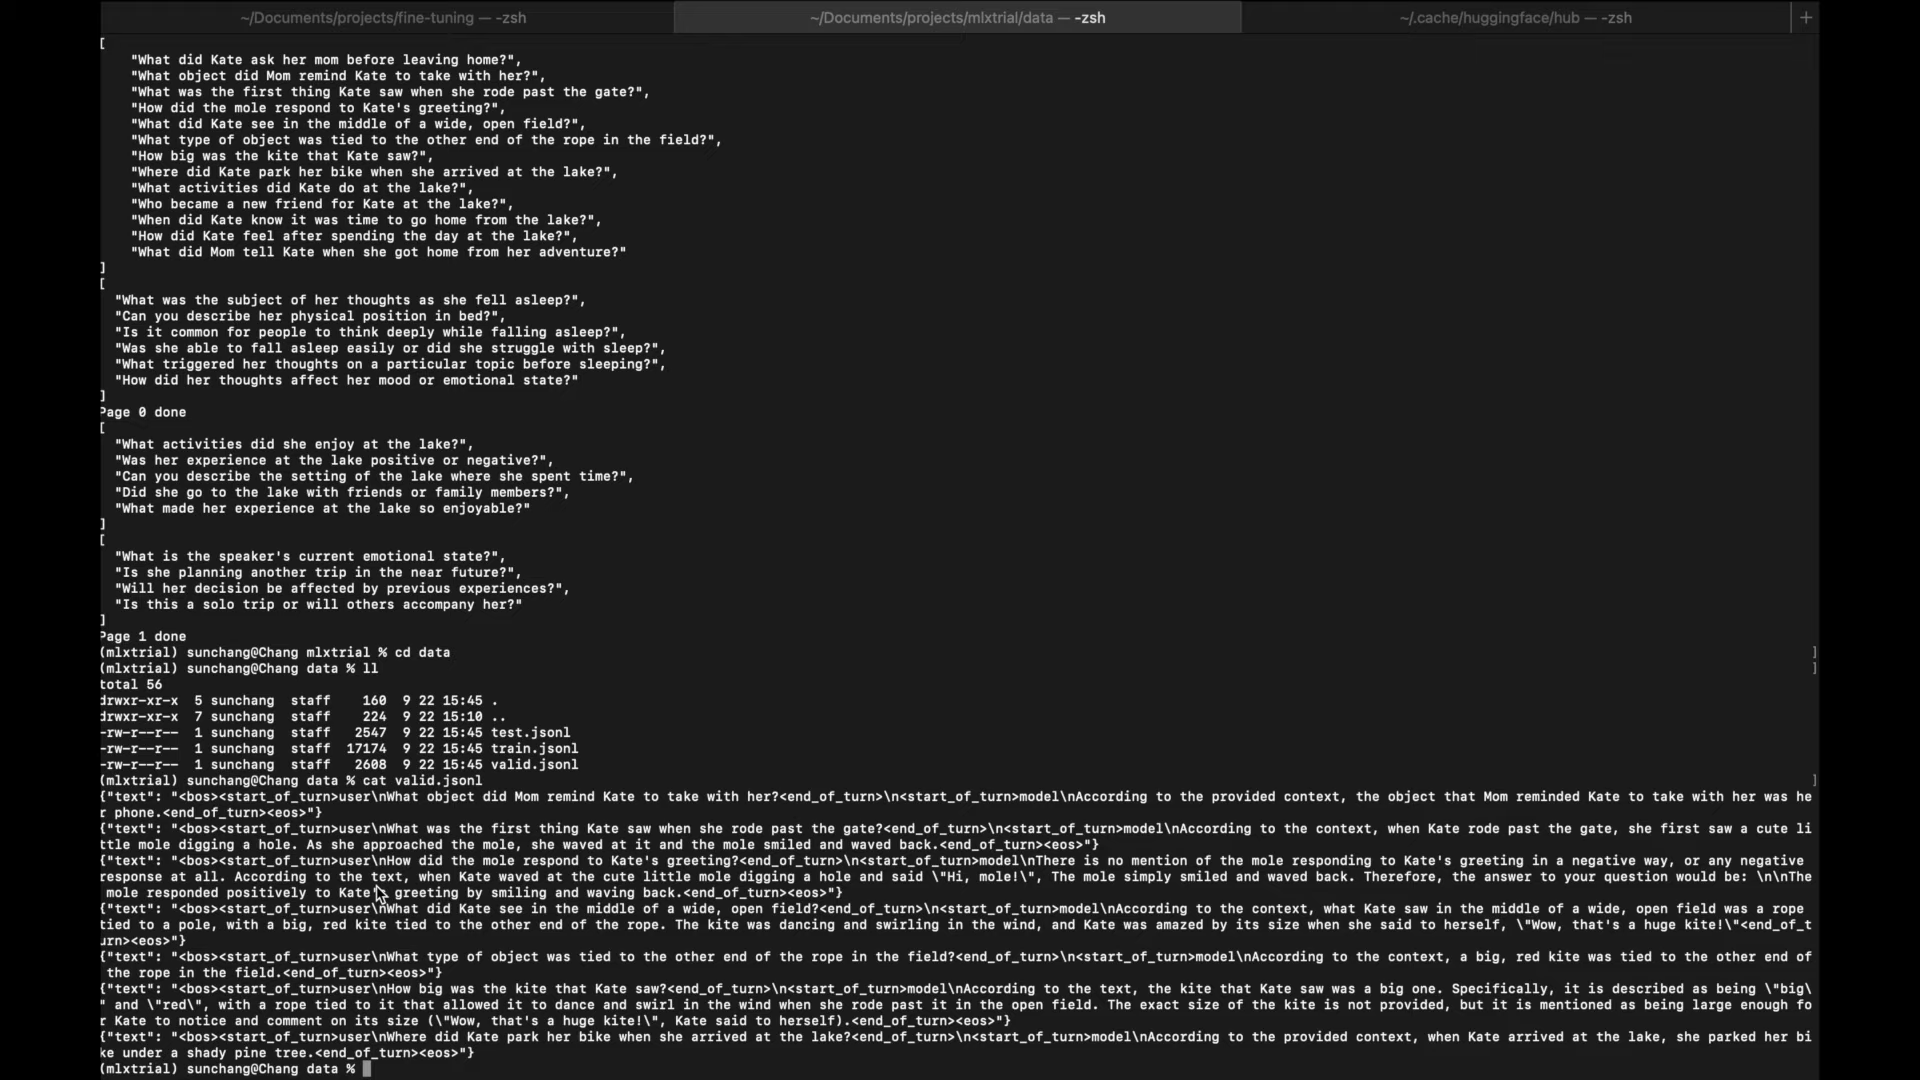 ~/Documents/projects/fine-tuning — -zsh
~/Documents/projects/mlxtrial/data — -zsh
~/.cache/huggingface/hub — -zsh
+
[
"What did Kate ask her mom before leaving home?",
"What object did Mom remind Kate to take with her?",
"What was the first thing Kate saw when she rode past the gate?",
"How did the mole respond to Kate's greeting?",
"What did Kate see in the middle of a wide, open field?",
"What type of object was tied to the other end of the rope in the field?",
"How big was the kite that Kate saw?",
"Where did Kate park her bike when she arrived at the lake?",
"What activities did Kate do at the lake?",
"Who became a new friend for Kate at the lake?",
"When did Kate know it was time to go home from the lake?",
"How did Kate feel after spending the day at the lake?",
"What did Mom tell Kate when she got home from her adventure?"
]
[
"What was the subject of her thoughts as she fell asleep?",
"Can you describe her physical position in bed?",
"Is it common for people to think deeply while falling asleep?",
"Was she able to fall asleep easily or did she struggle with sleep?",
"What triggered her thoughts on a particular topic before sleeping?",
"How did her thoughts affect her mood or emotional state?"
]
Page 0 done
[
"What activities did she enjoy at the lake?",
"Was her experience at the lake positive or negative?",
"Can you describe the setting of the lake where she spent time?",
"Did she go to the lake with friends or family members?",
"What made her experience at the lake so enjoyable?"
]
[
"What is the speaker's current emotional state?",
"Is she planning another trip in the near future?",
"Will her decision be affected by previous experiences?",
"Is this a solo trip or will others accompany her?"
]
Page 1 done
(mlxtrial) sunchang@Chang mlxtrial % cd data ]
(mlxtrial) sunchang@Chang data % ll ]
total 56
drwxr-xr-x 5 sunchang staff 160 9 22 15:45 .
drwxr-xr-x 7 sunchang staff 224 9 22 15:10 ..
-rw-r--r-- 1 sunchang staff 2547 9 22 15:45 test.jsonl
-rw-r--r-- 1 sunchang staff 17174 9 22 15:45 train.jsonl
-rw-r--r-- 1 sunchang staff 2608 9 22 15:45 valid.jsonl
(mlxtrial) sunchang@Chang data % cat valid.jsonl ]
{"text": "<bos><start_of_turn>user\nWhat object did Mom remind Kate to take with her?<end_of_turn>\n<start_of_turn>model\nAccording to the provided context, the object that Mom reminded Kate to take with her was he
r phone.<end_of_turn><eos>"}
{"text": "<bos><start_of_turn>user\nWhat was the first thing Kate saw when she rode past the gate?<end_of_turn>\n<start_of_turn>model\nAccording to the context, when Kate rode past the gate, she first saw a cute li
ttle mole digging a hole. As she approached the mole, she waved at it and the mole smiled and waved back.<end_of_turn><eos>"}
{"text": "<bos><start_of_turn>user\nHow did the mole respond to Kate's greeting?<end_of_turn>\n<start_of_turn>model\nThere is no mention of the mole responding to Kate's greeting in a negative way, or any negative
response at all. According to the text, when Kate waved at the cute little mole digging a hole and said \"Hi, mole!\", The mole simply smiled and waved back. Therefore, the answer to your question would be: \n\nThe
mole responded positively to Kate's greeting by smiling and waving back.<end_of_turn><eos>"}
{"text": "<bos><start_of_turn>user\nWhat did Kate see in the middle of a wide, open field?<end_of_turn>\n<start_of_turn>model\nAccording to the context, what Kate saw in the middle of a wide, open field was a rope
tied to a pole, with a big, red kite tied to the other end of the rope. The kite was dancing and swirling in the wind, and Kate was amazed by its size when she said to herself, \"Wow, that's a huge kite!\"<end_of_t
urn><eos>"}
{"text": "<bos><start_of_turn>user\nWhat type of object was tied to the other end of the rope in the field?<end_of_turn>\n<start_of_turn>model\nAccording to the context, a big, red kite was tied to the other end of
the rope in the field.<end_of_turn><eos>"}
{"text": "<bos><start_of_turn>user\nHow big was the kite that Kate saw?<end_of_turn>\n<start_of_turn>model\nAccording to the text, the kite that Kate saw was a big one. Specifically, it is described as being \"big\
" and \"red\", with a rope tied to it that allowed it to dance and swirl in the wind when she rode past it in the open field. The exact size of the kite is not provided, but it is mentioned as being large enough fo
r Kate to notice and comment on its size (\"Wow, that's a huge kite!\", Kate said to herself).<end_of_turn><eos>"}
{"text": "<bos><start_of_turn>user\nWhere did Kate park her bike when she arrived at the lake?<end_of_turn>\n<start_of_turn>model\nAccording to the provided context, when Kate arrived at the lake, she parked her bi
ke under a shady pine tree.<end_of_turn><eos>"}
(mlxtrial) sunchang@Chang data %